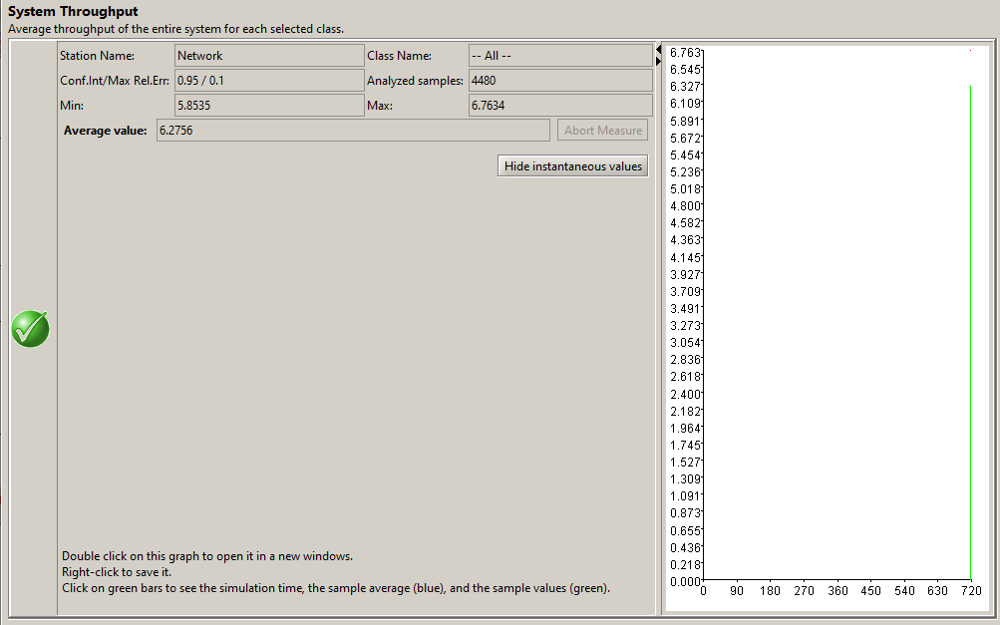 System Throughput
Average throughput of the entire system for each selected class.
Station Name: Network Class Name: -- All --
Conf.Int/Max Rel.Err: 0.95 / 0.1 Analyzed samples: 4480
Min: 5.8535 Max: 6.7634
Average value: 6.2756 Abort Measure
Hide instantaneous values
Double click on this graph to open it in a new windows.
Right-click to save it.
Click on green bars to see the simulation time, the sample average (blue), and the sample values (green).
6.763
6.545
6.327
6.109
5.891
5.672
5.454
5.236
5.018
4.800
4.582
4.363
4.145
3.927
3.709
3.491
3.273
3.054
2.836
2.618
2.400
2.182
1.964
1.745
1.527
1.309
1.091
0.873
0.655
0.436
0.218
0.000
0 90 180 270 360 450 540 630 720